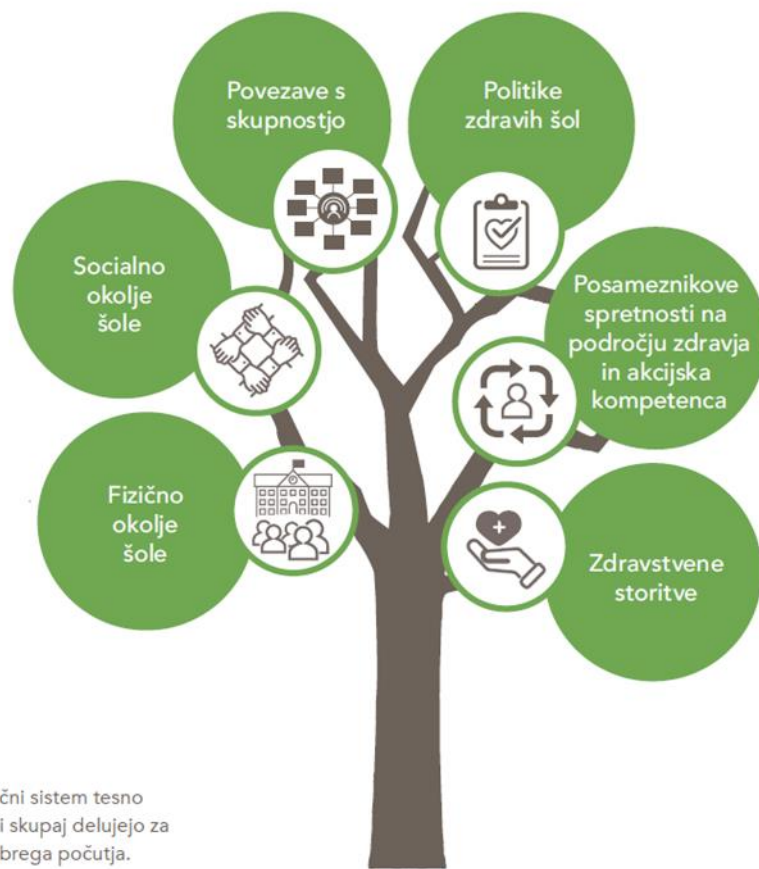 Povezave s
skupnostjo
Politike
zdravih šol
Socialno
okolje
šole
Posameznikove
spretnosti na
področju zdravja
in akcijska
kompetenca
Fizično
okolje
šole
Zdravstvene
storitve
sistem tesno
skupaj delujejo za
počutja.